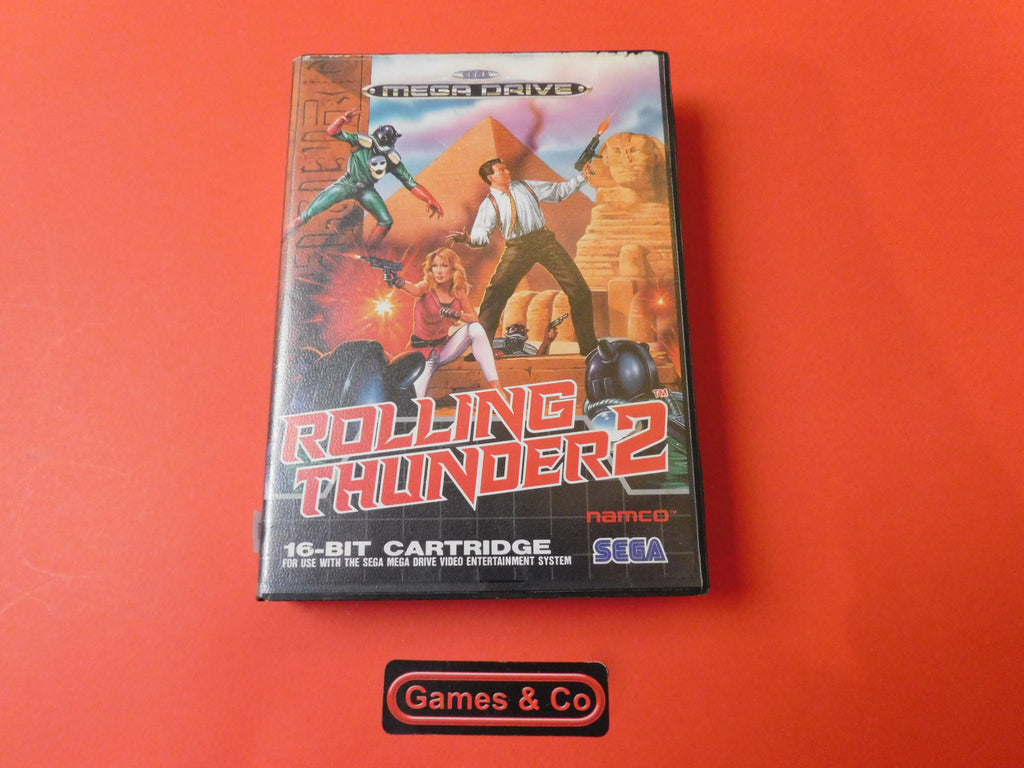 SEGA
MEGA DRIVE
ROLLING
THUNDER 2 ™
namco™
16-BIT CARTRIDGE
SEGA
FOR USE WITH THE SEGA MEGA DRIVE VIDEO ENTERTAINMENT SYSTEM
Games & Co